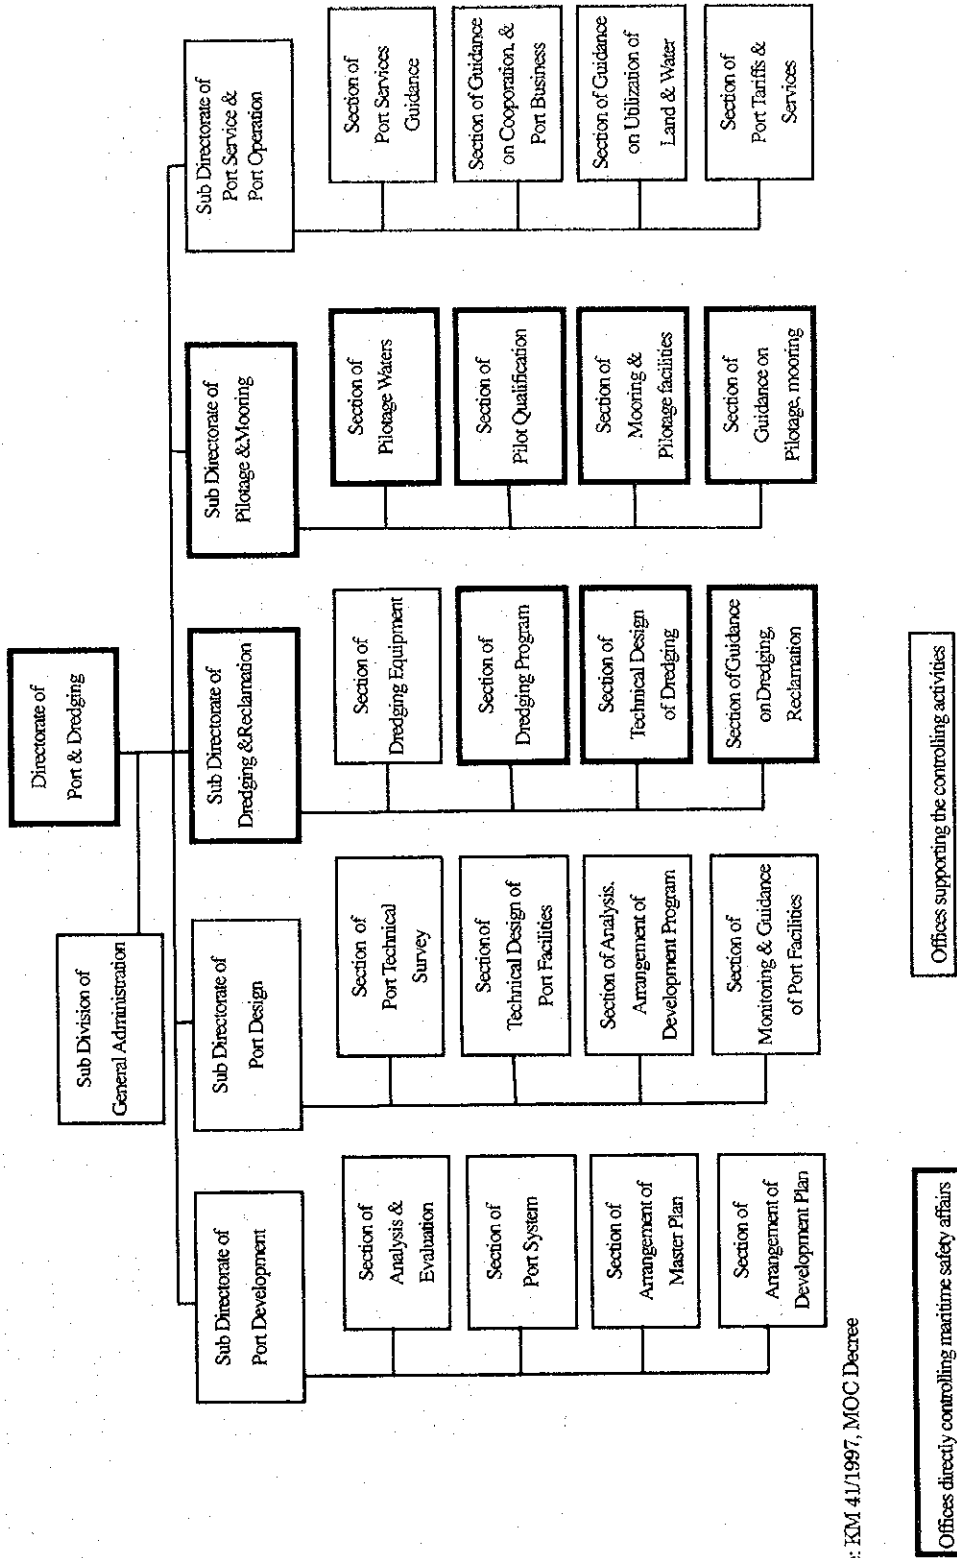 Directorate of
Port & Dredging
Sub Division of
General Administration
Sub Directorate of
Port Development
Sub Directorate of
Port Design
Sub Directorate of
Dredging &Reclamation
Sub Directorate of
Pilotage &Mooring
Sub Directorate of
Port Service &
Port Operation
Section of
Analysis &
Evaluation
Section of
Port System
Section of
Arrangement of
Master Plan
Section of
Arrangement of
Development Plan
Section of
Port Technical
Survey
Section of
Technical Design of
Port Facilities
Section of Analysis.
Arrangement of
Development Program
Section of
Monitoring & Guidance
of Port Facilities
Section of
Dredging Equipment
Section of
Dredging Program
Section of
Technical Design
of Dredging
Section of Guidance
on Dredging,
Reclamation
Section of
Pilotage Waters
Section of
Pilot Qualification
Section of
Mooring &
Pilotage facilities
Section of
Guidance on
Pilotage, mooring
Section of
Port Services
Guidance
Section of Guidance
on Cooporation, &
Port Business
Section of Guidance
on Utilization of
Land & Water
Section of
Port Tariffs &
Services
: KM 41/1997, MOC Decree
Offices directly controlling maritime safety affairs
Offices supporting the controlling activities